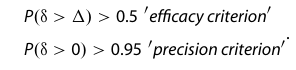 P(δ > Δ) > 0.5 ′efficacy criterion′
P(δ > 0) > 0.95 ′precision criterion′.